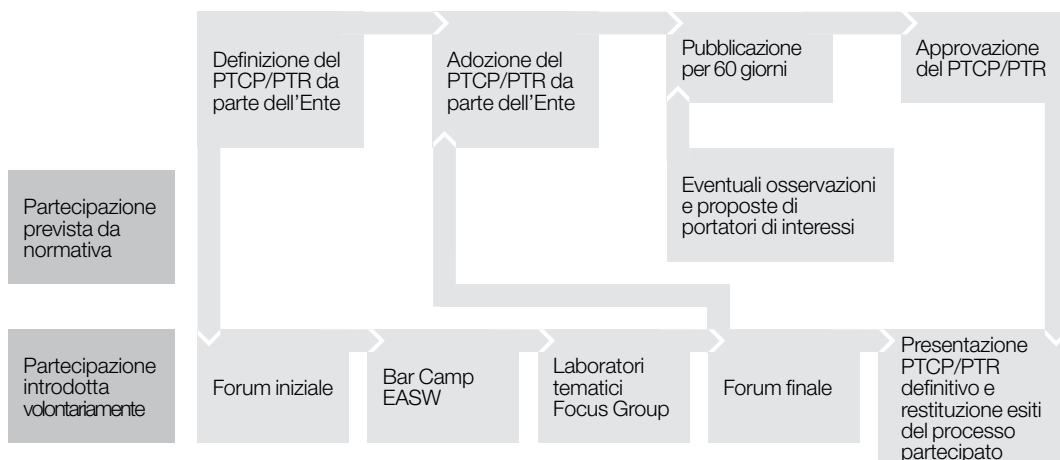 Definizione del
PTCP/PTR da
parte dell'Ente
Adozione del
PTCP/PTR da
parte dell'Ente
Pubblicazione
per 60 giorni
Approvazione
del PTCP/PTR
Partecipazione
prevista da
normativa
Eventuali osservazioni
e proposte di
portatori di interessi
Partecipazione
introdotta
volontariamente
Forum iniziale
Bar Camp
EASW
Laboratori
tematici
Focus Group
Forum finale
Presentazione
PTCP/PTR
definitivo e
restituzione esiti
del processo
partecipato